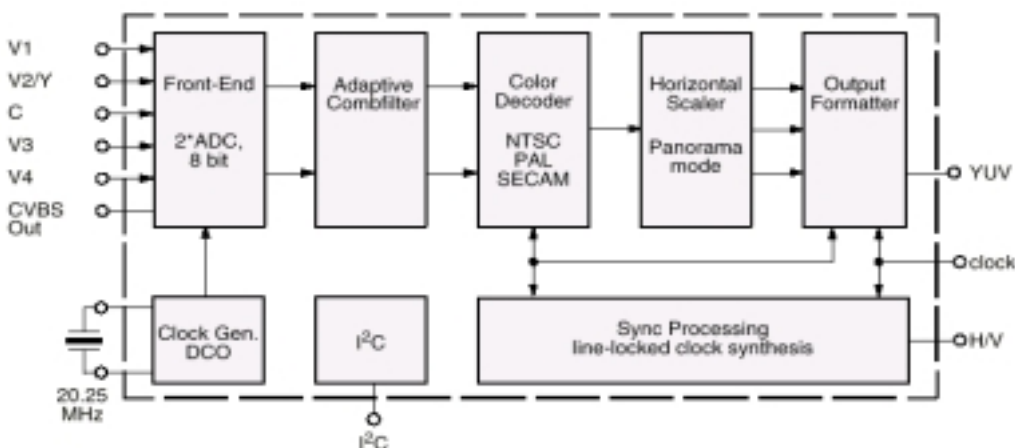 V1
V2/Y
C
V3
V4
CVBS
Out
Front-End
2*ADC,
8 bit
Adaptive
Combfilter
Color
Decoder
NTSC
PAL
SECAM
Horizontal
Scaler
Panorama
mode
Output
Formatter
YUV
clock
H/V
20.25
MHz
Clock Gen.
DCO
I²C
I²C
Sync Processing
line-locked clock synthesis